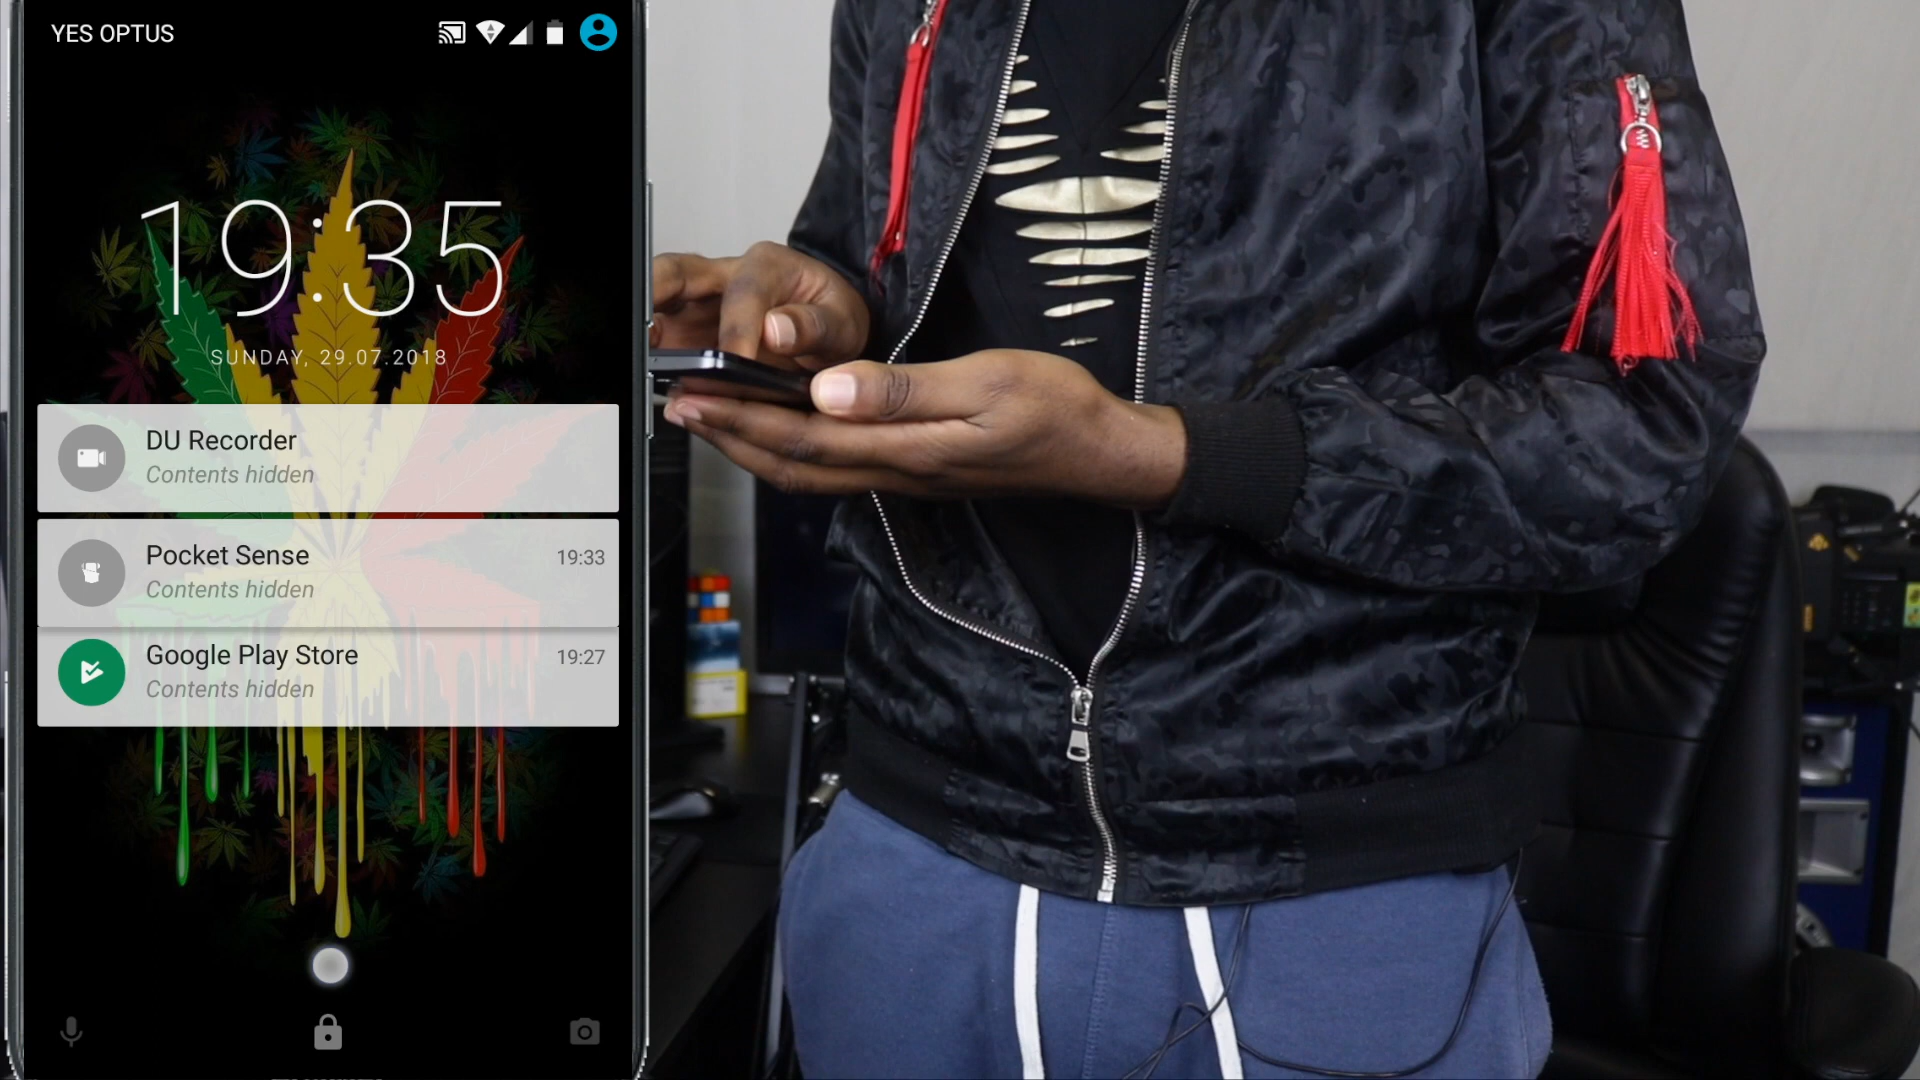 YES OPTUS
19:35
SUNDAY, 29.07.2018
DU Recorder
Contents hidden
Pocket Sense
19:33
Contents hidden
Google Play Store
19:27
Contents hidden